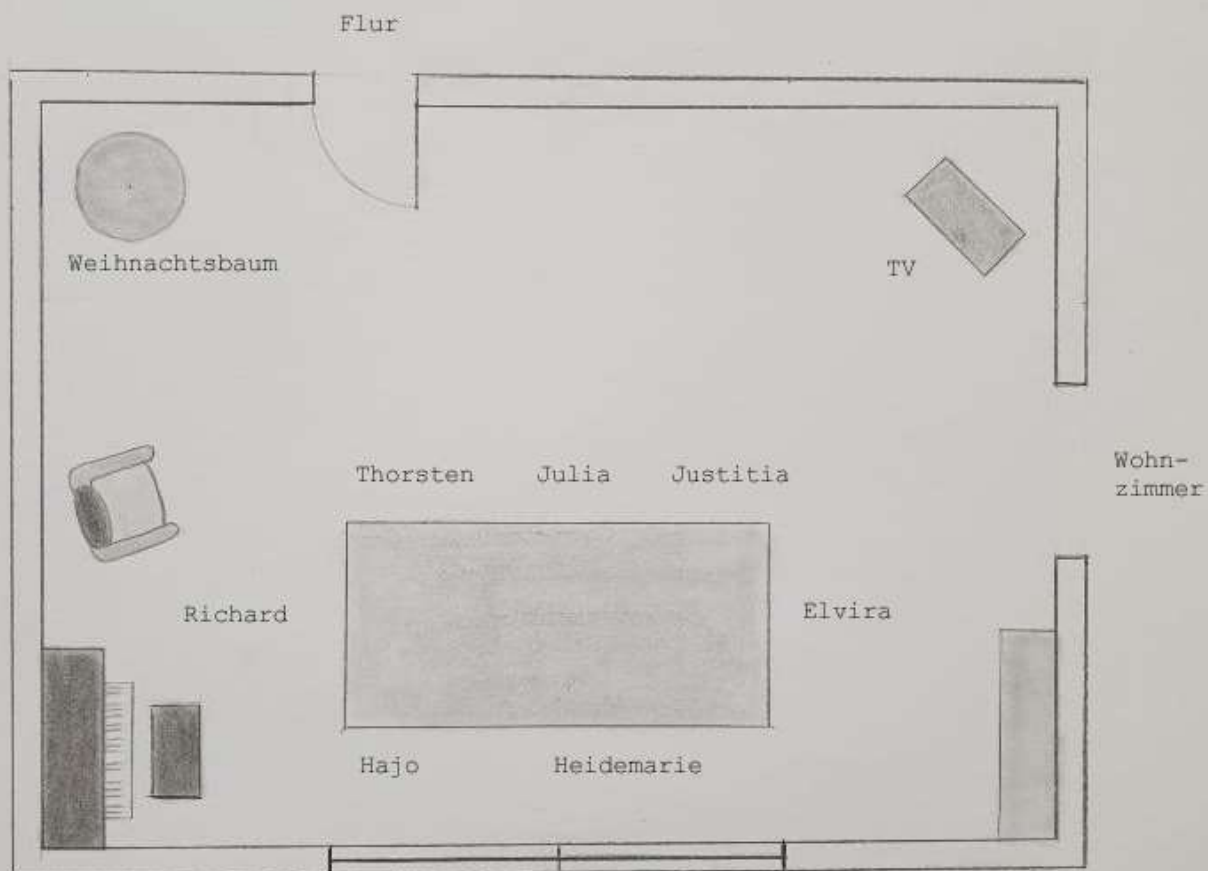 Flur
Weihnachtsbaum
TV
Thorsten Julia Justitia
Wohn-
zimmer
Richard
Elvira
Hajo Heidemarie